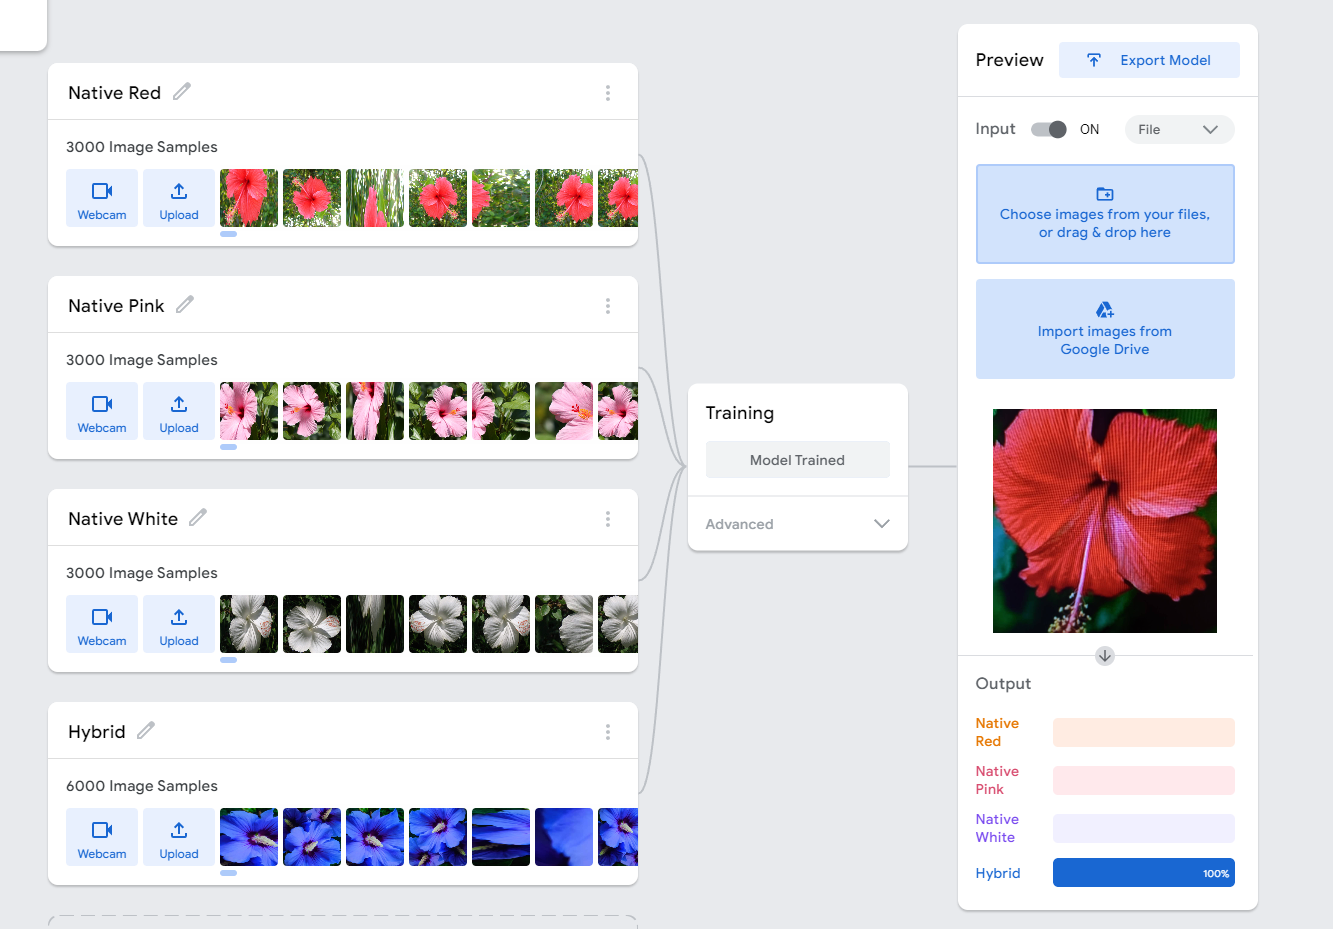 Native Red
3000 Image Samples
Webcam
Upload
Native Pink
3000 Image Samples
Webcam
Upload
Native White
3000 Image Samples
Webcam
Upload
Hybrid
6000 Image Samples
Webcam
Upload
Training
Model Trained
Advanced
Preview
Export Model
Input
ON
File
Choose images from your files,
or drag & drop here
Import images from
Google Drive
Output
Native
Red
Native
Pink
Native
White
Hybrid
100%